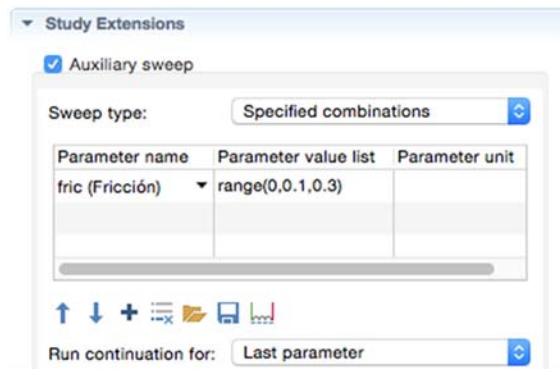 Study Extensions
Auxiliary sweep
Sweep type: Specified combinations
Parameter name Parameter value list Parameter unit
fric (Fricción) range(0,0.1,0.3)
Run continuation for: Last parameter